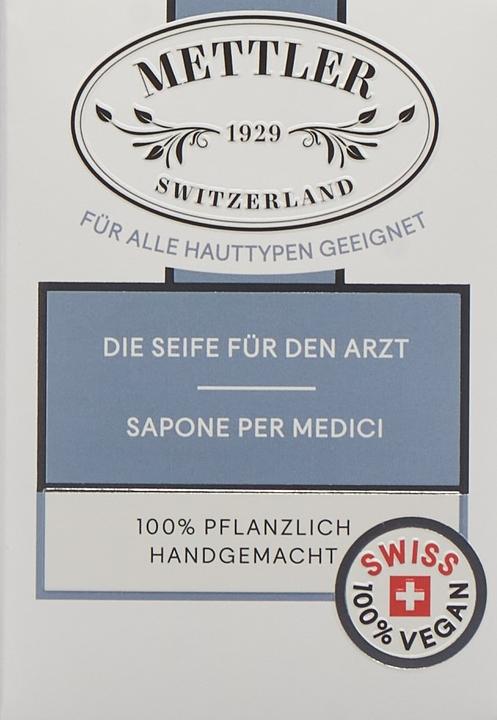 METTLER
1929
SWITZERLAND
FÜR ALLE HAUTTYPEN GEEIGNET
DIE SEIFE FÜR DEN ARZT
SAPONE PER MEDICI
100% PFLANZLICH
HANDGEMACHT
SWISS
100% VEGAN